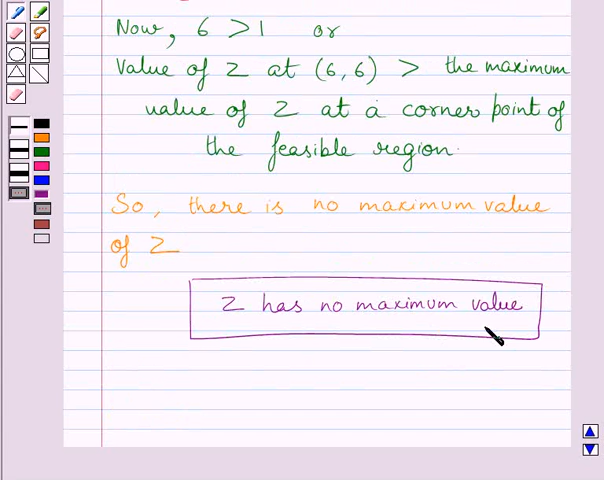 Now, 6 > 1 or
Value of Z at (6, 6) > the maximum
value of Z at a corner point of
the feasible region.
So, there is no maximum value
of Z
Z has no maximum value